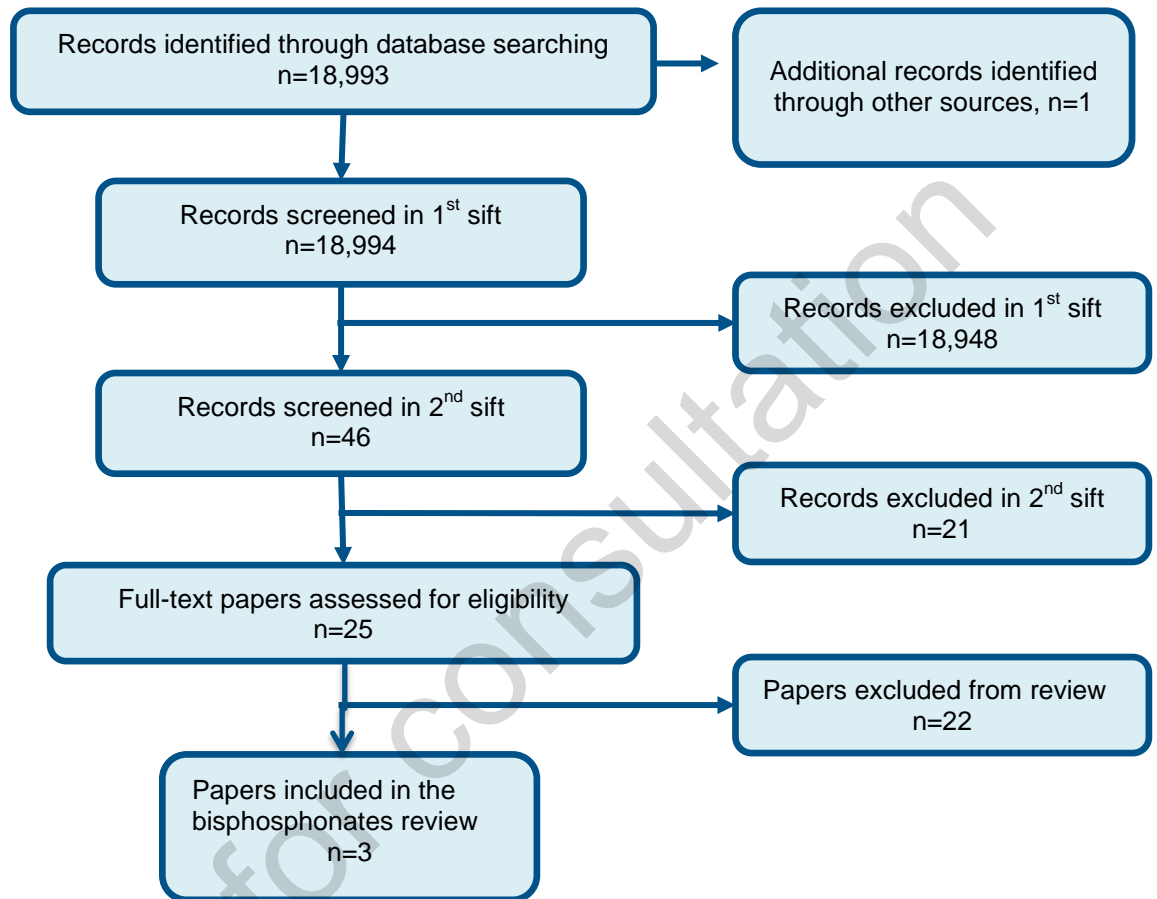 Records identified through database searching
n=18,993
Additional records identified
through other sources, n=1
Records screened in 1st sift
n=18,994
Records excluded in 1st sift
n=18,948
Records screened in 2nd sift
n=46
Records excluded in 2nd sift
n=21
Full-text papers assessed for eligibility
n=25
Papers excluded from review
n=22
Papers included in the
bisphosphonates review
n=3
for consultation